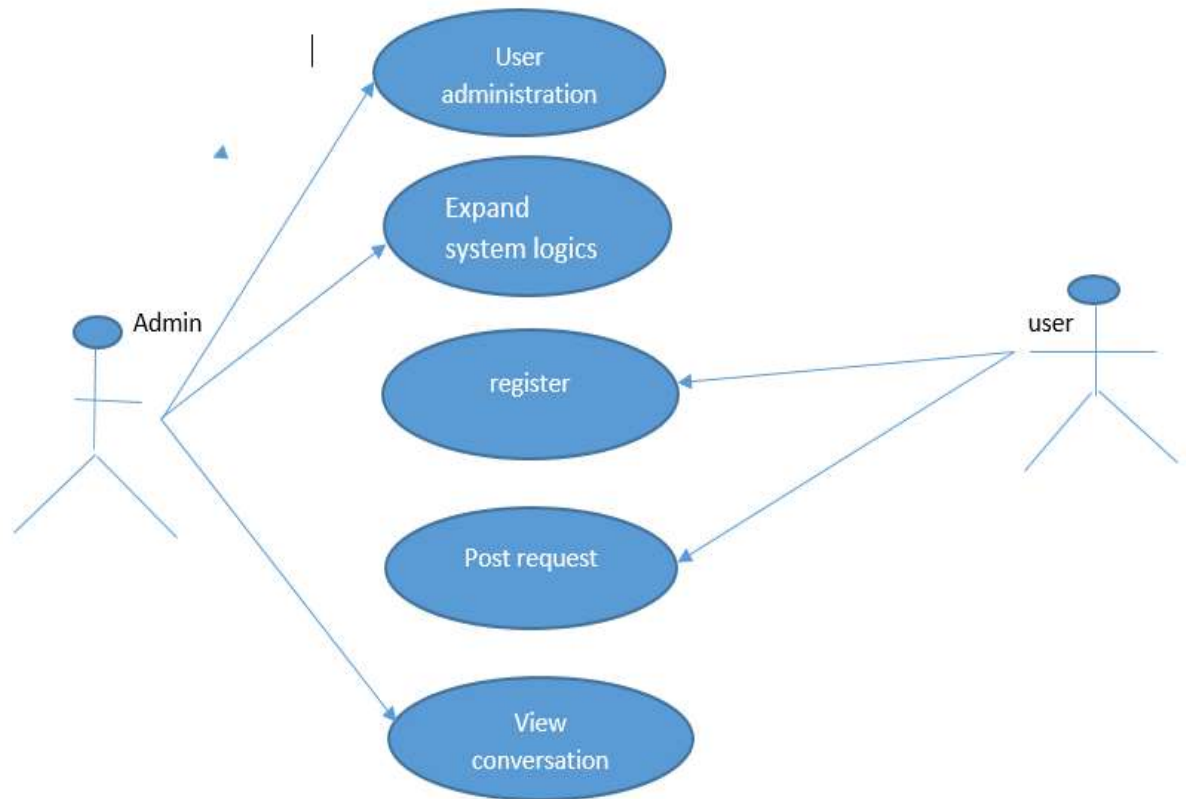 User
administration
Expand
system logics
Admin
user
register
Post request
View
conversation